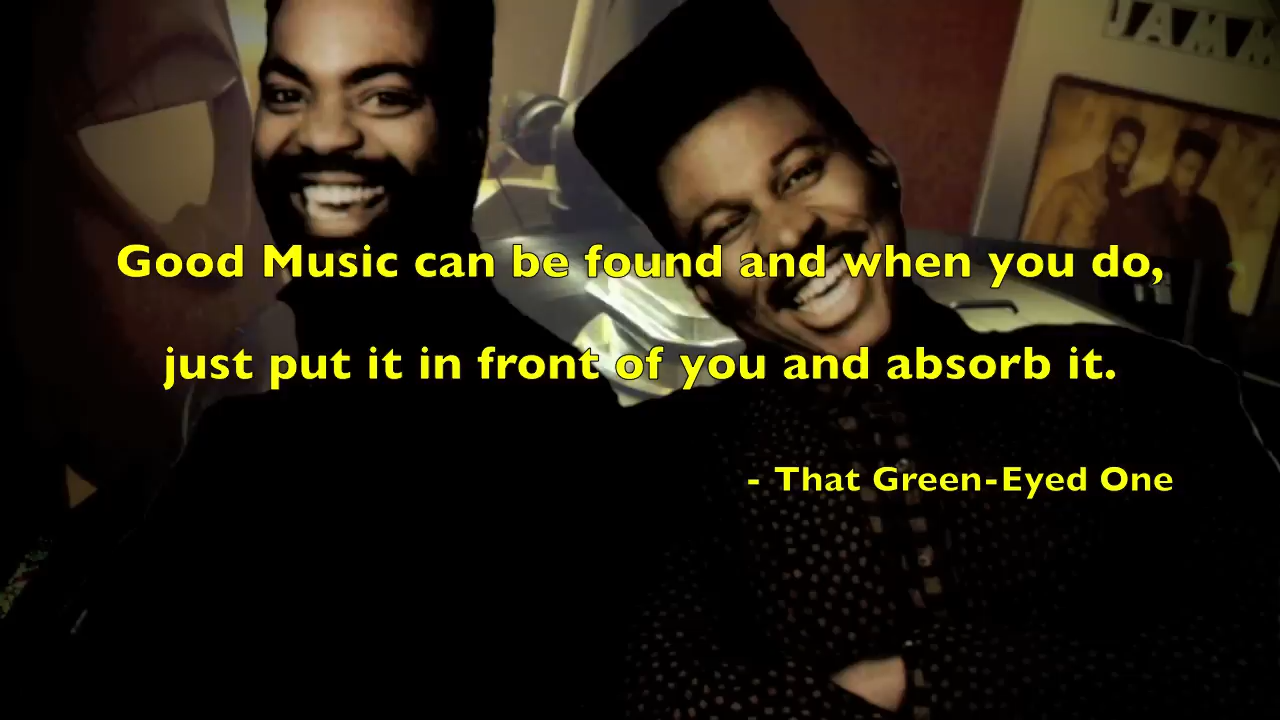 JAMM
Good Music can be found and when you do,
just put it in front of you and absorb it.
- That Green-Eyed One